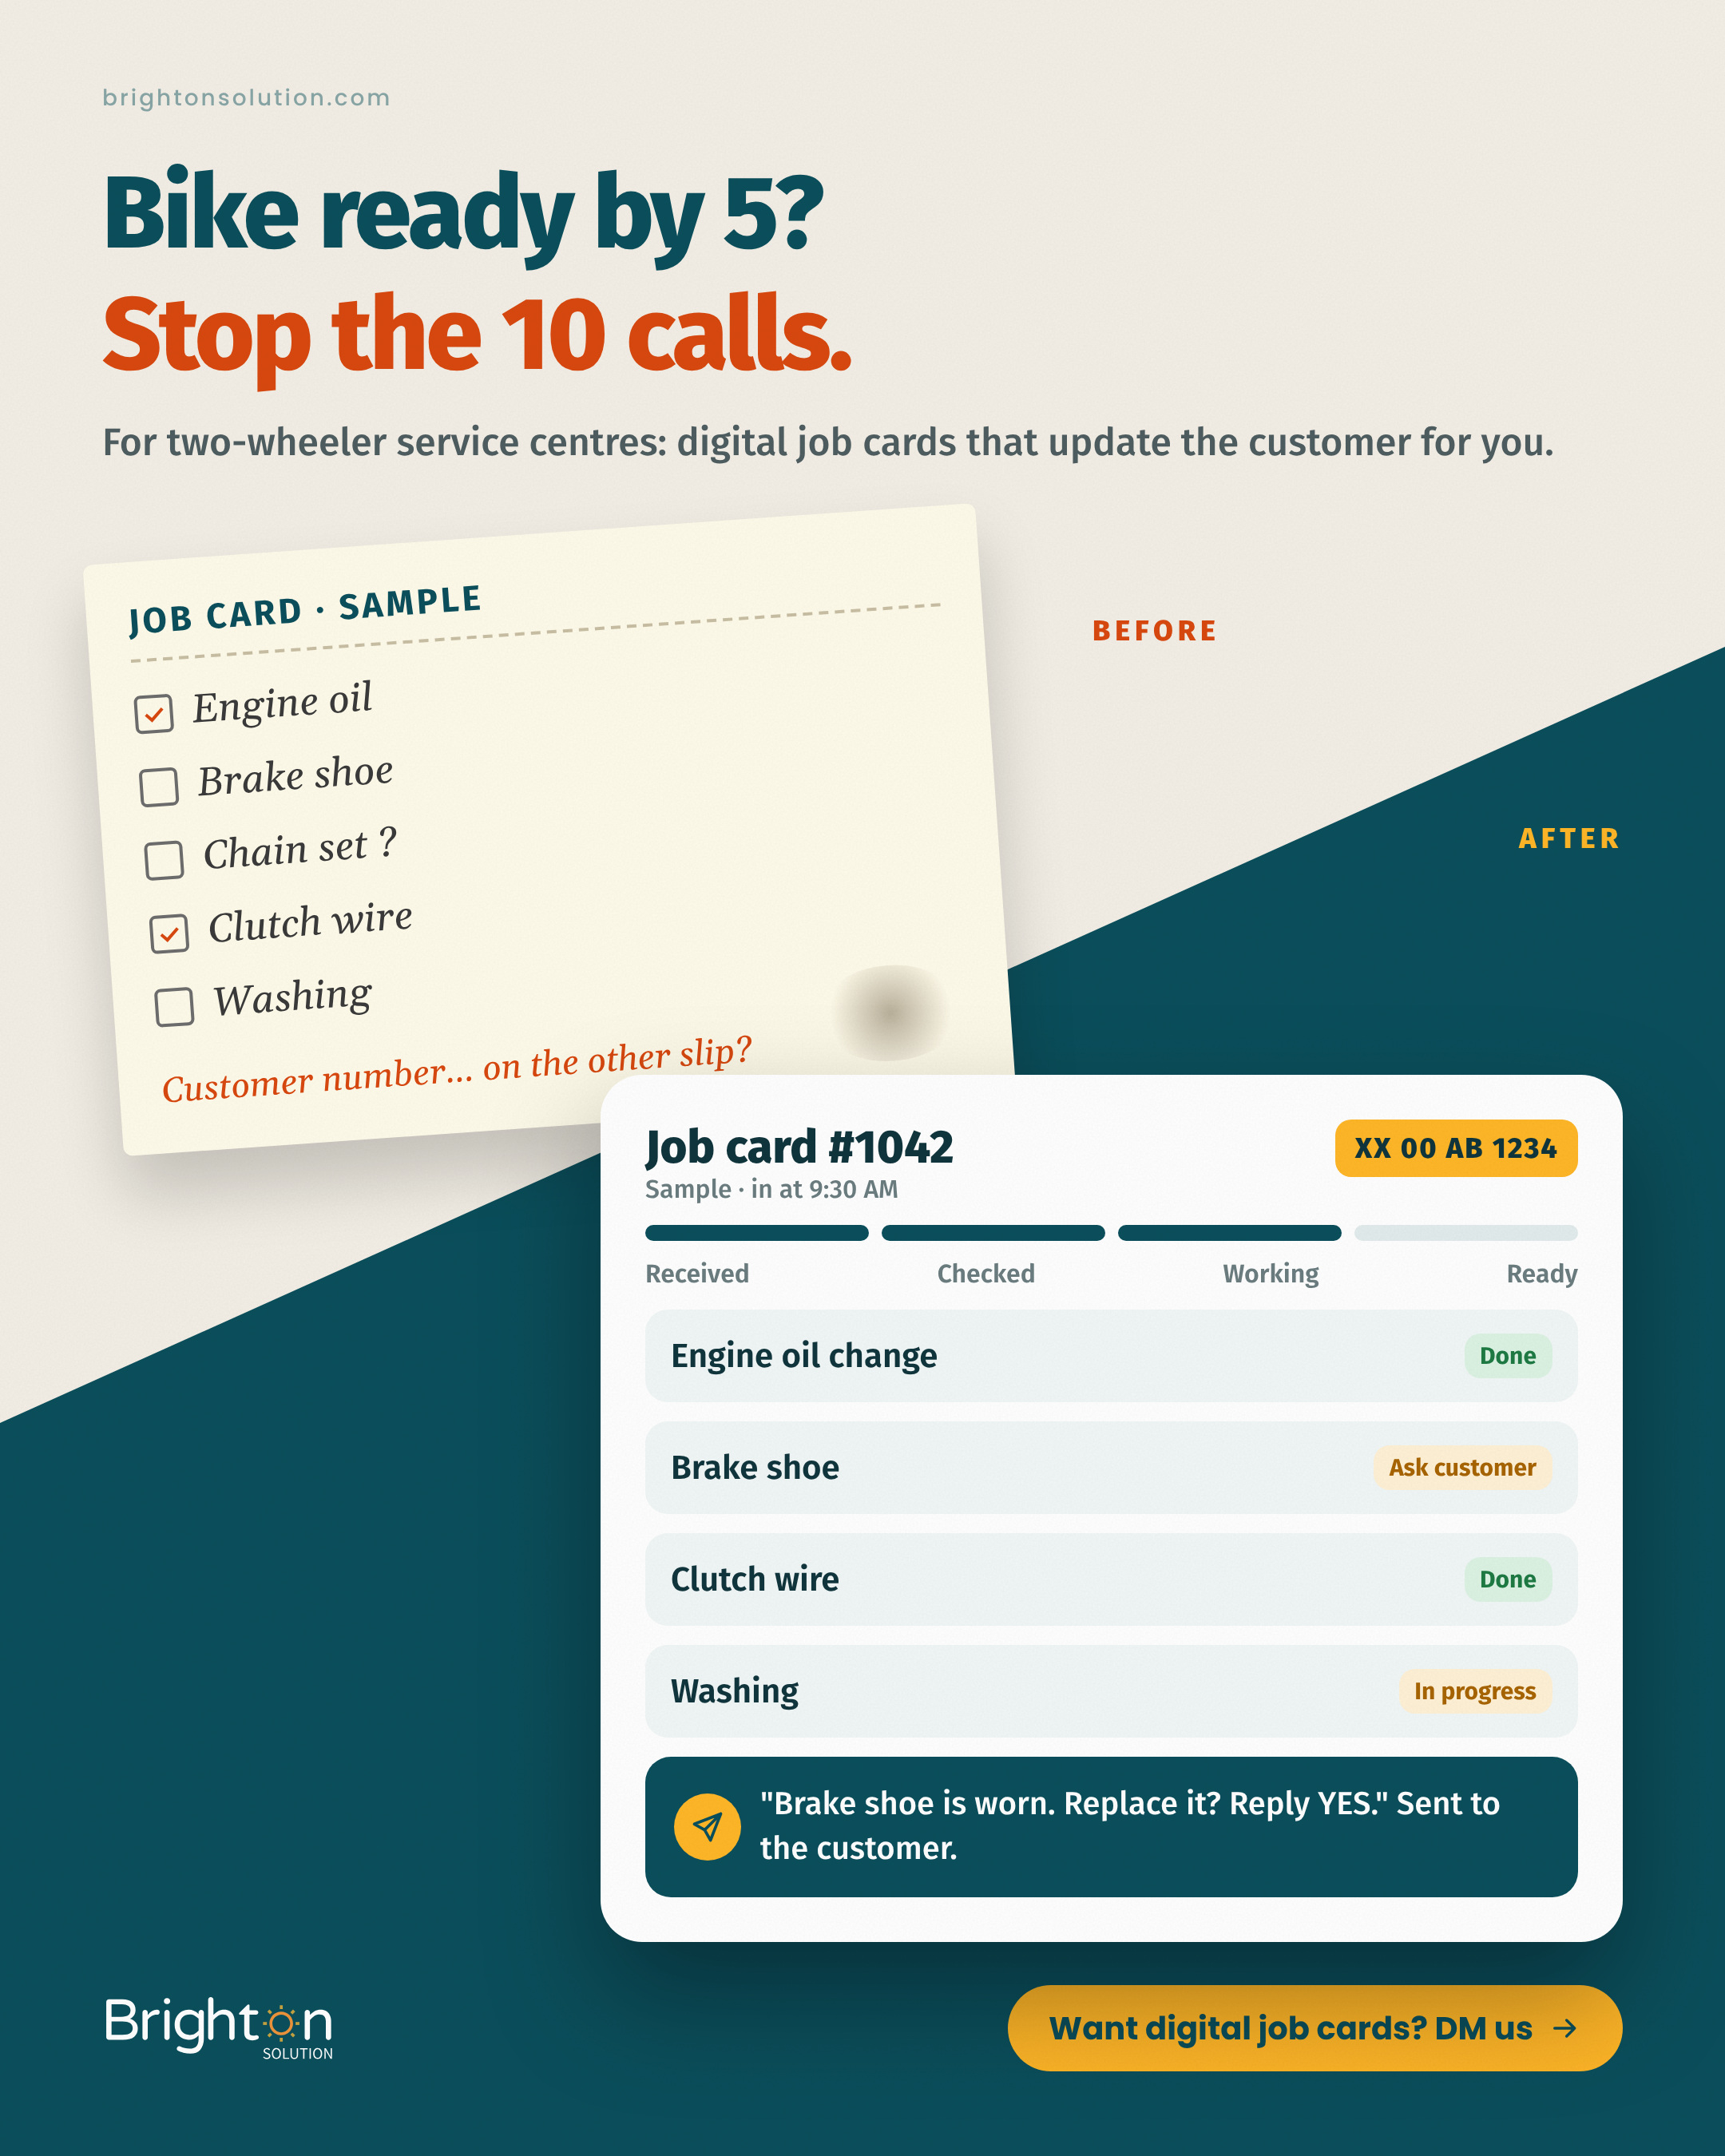 brightonsolution.com
Bike ready by 5?
Stop the 10 calls.
For two-wheeler service centres: digital job cards that update the customer for you.
JOB CARD · SAMPLE
Engine oil
Brake shoe
Chain set ?
Clutch wire
Washing
Customer number... on the other slip?
BEFORE
AFTER
Job card #1042
XX 00 AB 1234
Sample · in at 9:30 AM
Received
Checked
Working
Ready
Engine oil change
Done
Brake shoe
Ask customer
Clutch wire
Done
Washing
In progress
"Brake shoe is worn. Replace it? Reply YES." Sent to
the customer.
Brighton
SOLUTION
Want digital job cards? DM us →